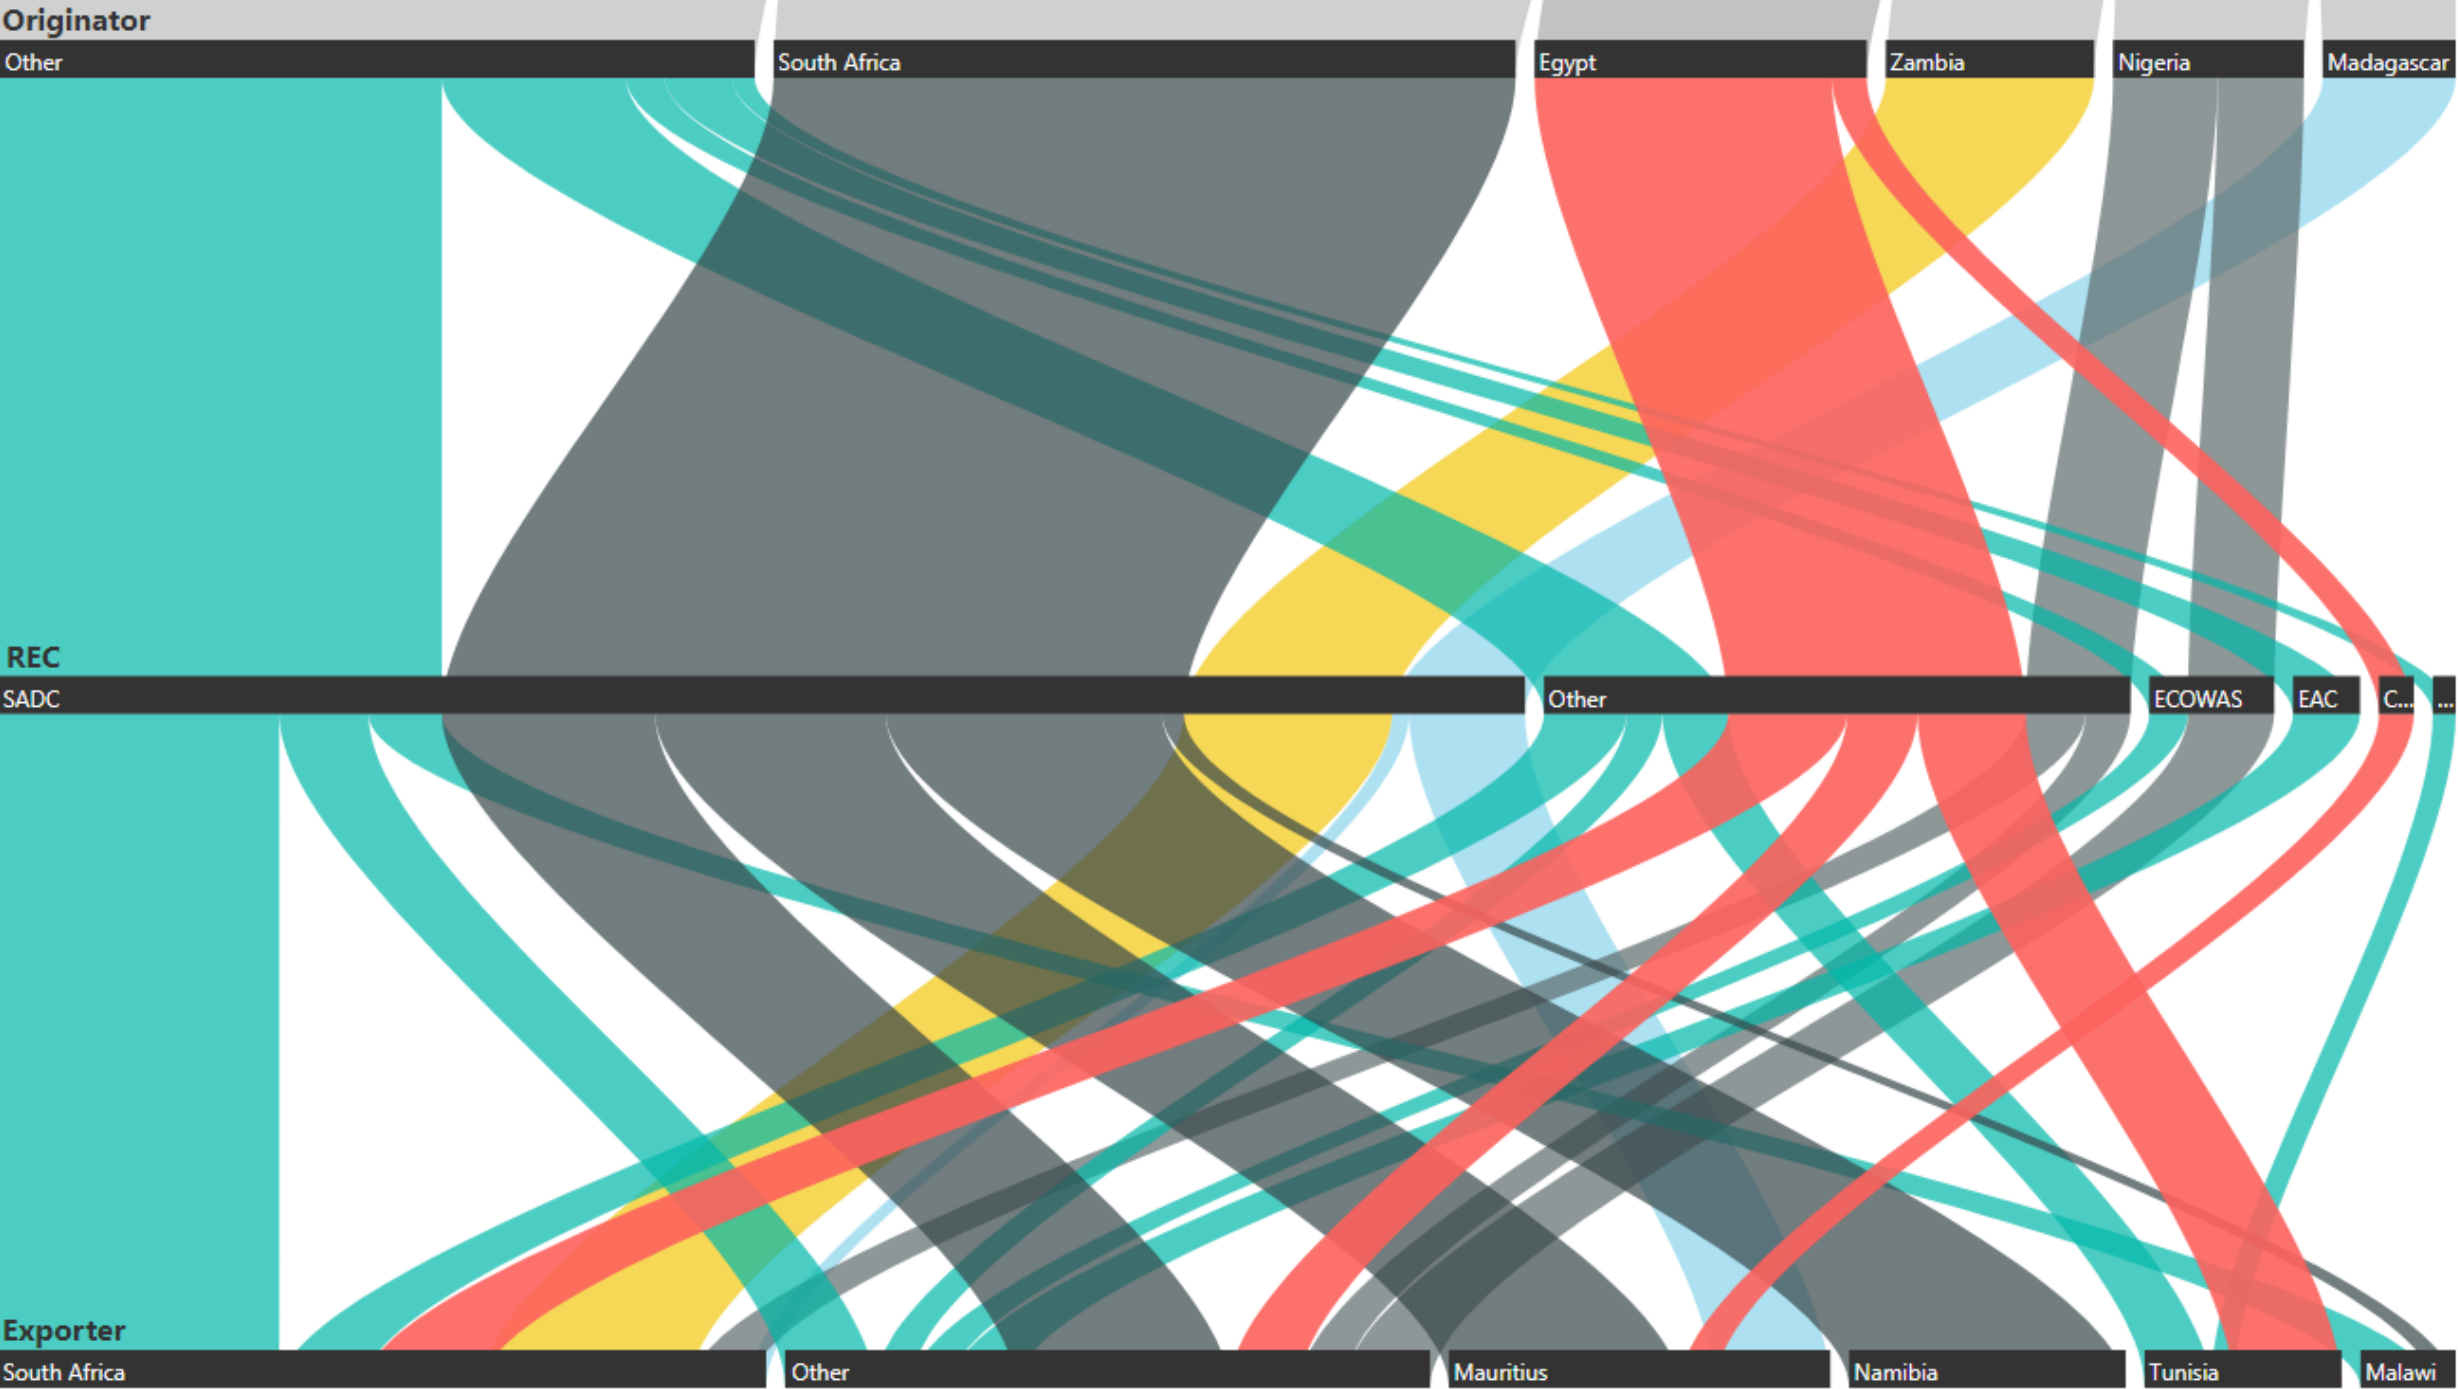 Originator
Other South Africa Egypt Zambia Nigeria Madagascar
REC
SADC Other ECOWAS EAC C... ...
Exporter
South Africa Other Mauritius Namibia Tunisia Malawi